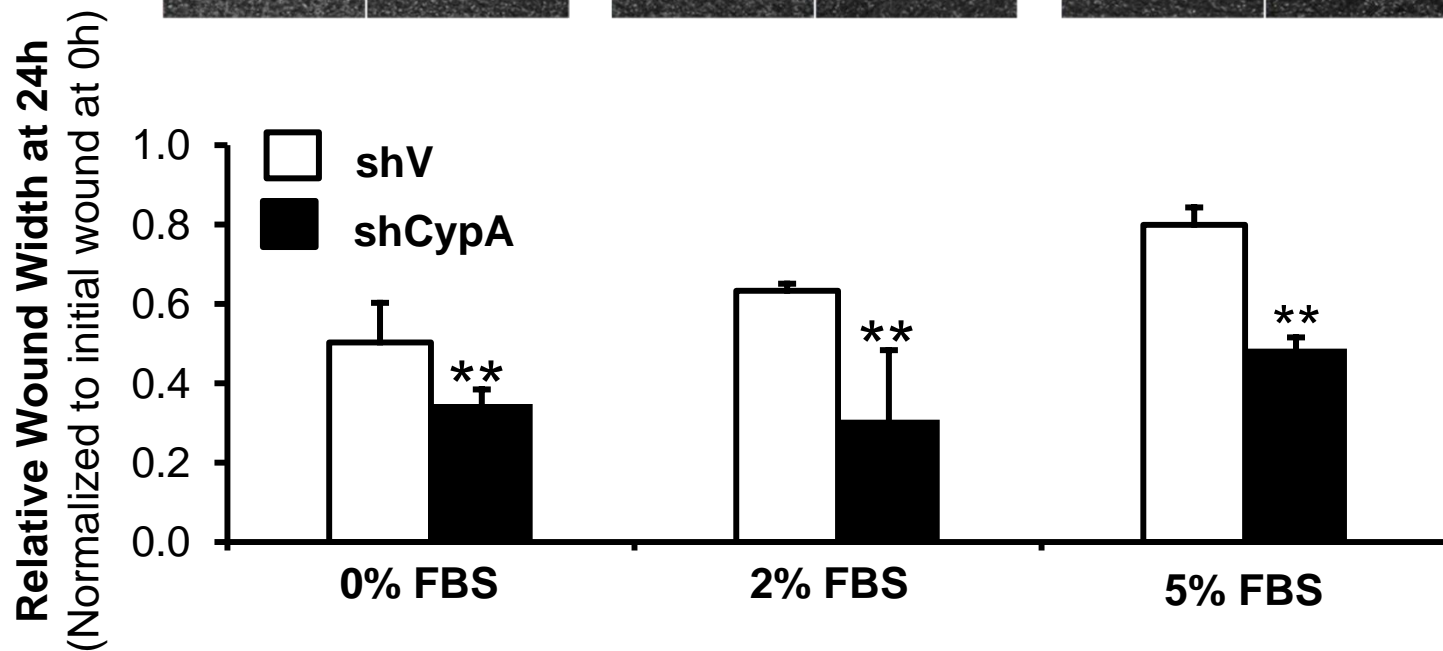 Relative Wound Width at 24h
(Normalized to initial wound at 0h)
1.0
0.8
0.6
0.4
0.2
0.0
shV
shCypA
**
**
**
0% FBS
2% FBS
5% FBS